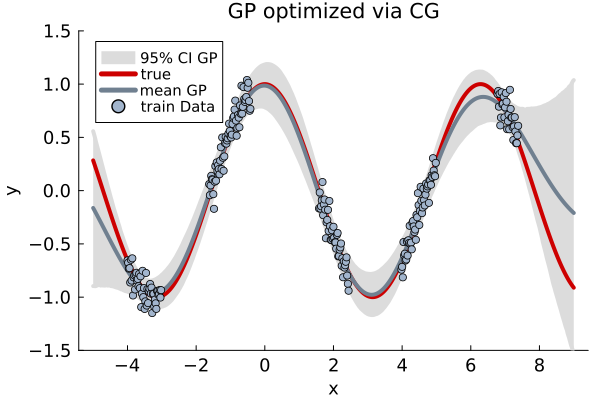 GP optimized via CG
1.5
95% CI GP
true
mean GP
train Data
1.0
0.5
0.0
−0.5
−1.0
−1.5
y
−4 −2 0 2 4 6 8
x